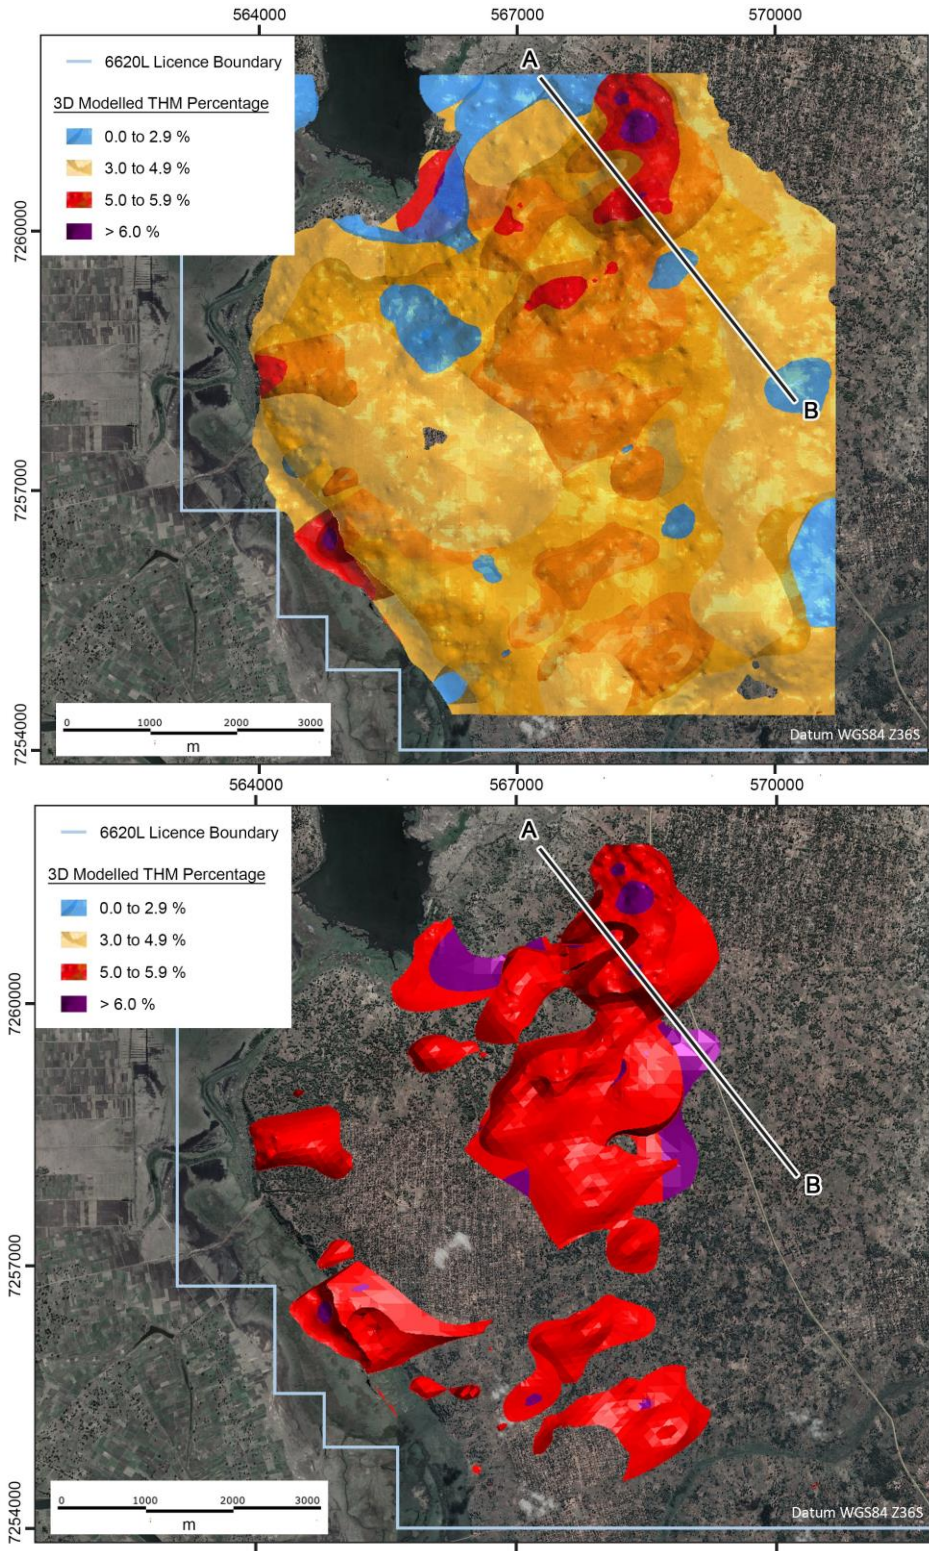 564000 567000 570000
6620L Licence Boundary
3D Modelled THM Percentage
0.0 to 2.9 %
3.0 to 4.9 %
5.0 to 5.9 %
> 6.0 %
A
7260000
B
7257000
7254000
0 1000 2000 3000
m
Datum WGS84 Z36S
564000 567000 570000
6620L Licence Boundary
3D Modelled THM Percentage
0.0 to 2.9 %
3.0 to 4.9 %
5.0 to 5.9 %
> 6.0 %
A
7260000
B
7257000
7254000
0 1000 2000 3000
m
Datum WGS84 Z36S